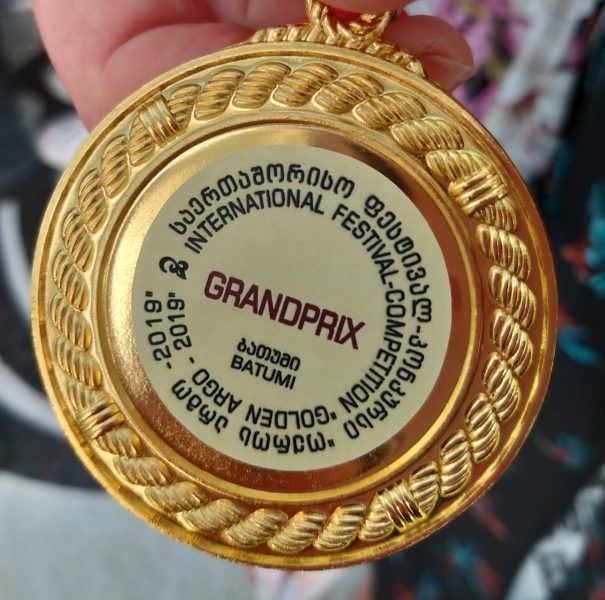 საერთაშორისო ფესტივალ-კონკურსი "ოქროს არგო - 2019"
INTERNATIONAL FESTIVAL-COMPETITION "GOLDEN ARGO - 2019"
GRANDPRIX
ბათუმი
BATUMI